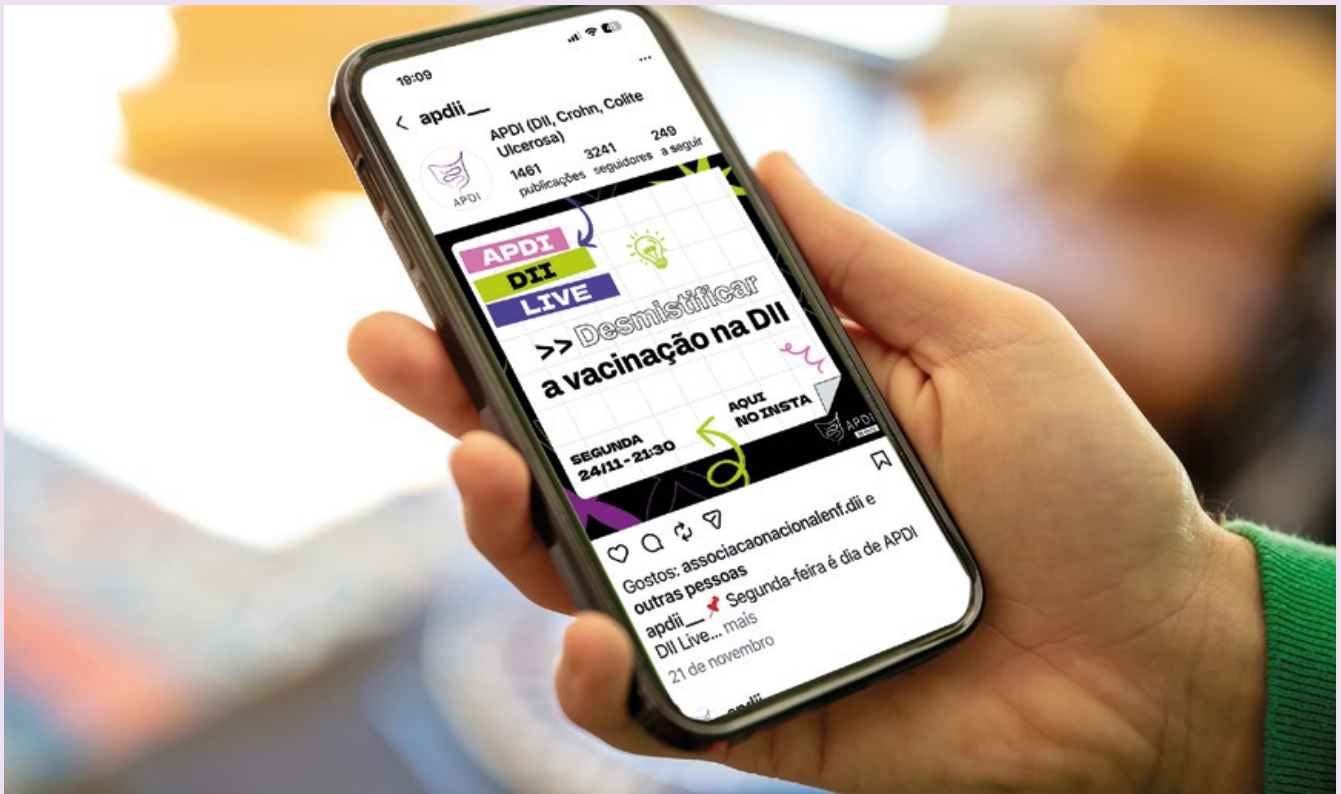 19:09
apdii__
APDI (DII, Crohn, Colite
Ulcerosa)
1461
3241
249
publicações
seguidores
a seguir
APDI
APDI
DII
LIVE
>> Desmistificar
a vacinação na DII
SEGUNDA
24/11 - 21:30
AQUI
NO INSTA
APDI
Gostos: associacaonacionalenf.dii e
outras pessoas
apdii__ 📌 Segunda-feira é dia de APDI
DII Live... mais
21 de novembro